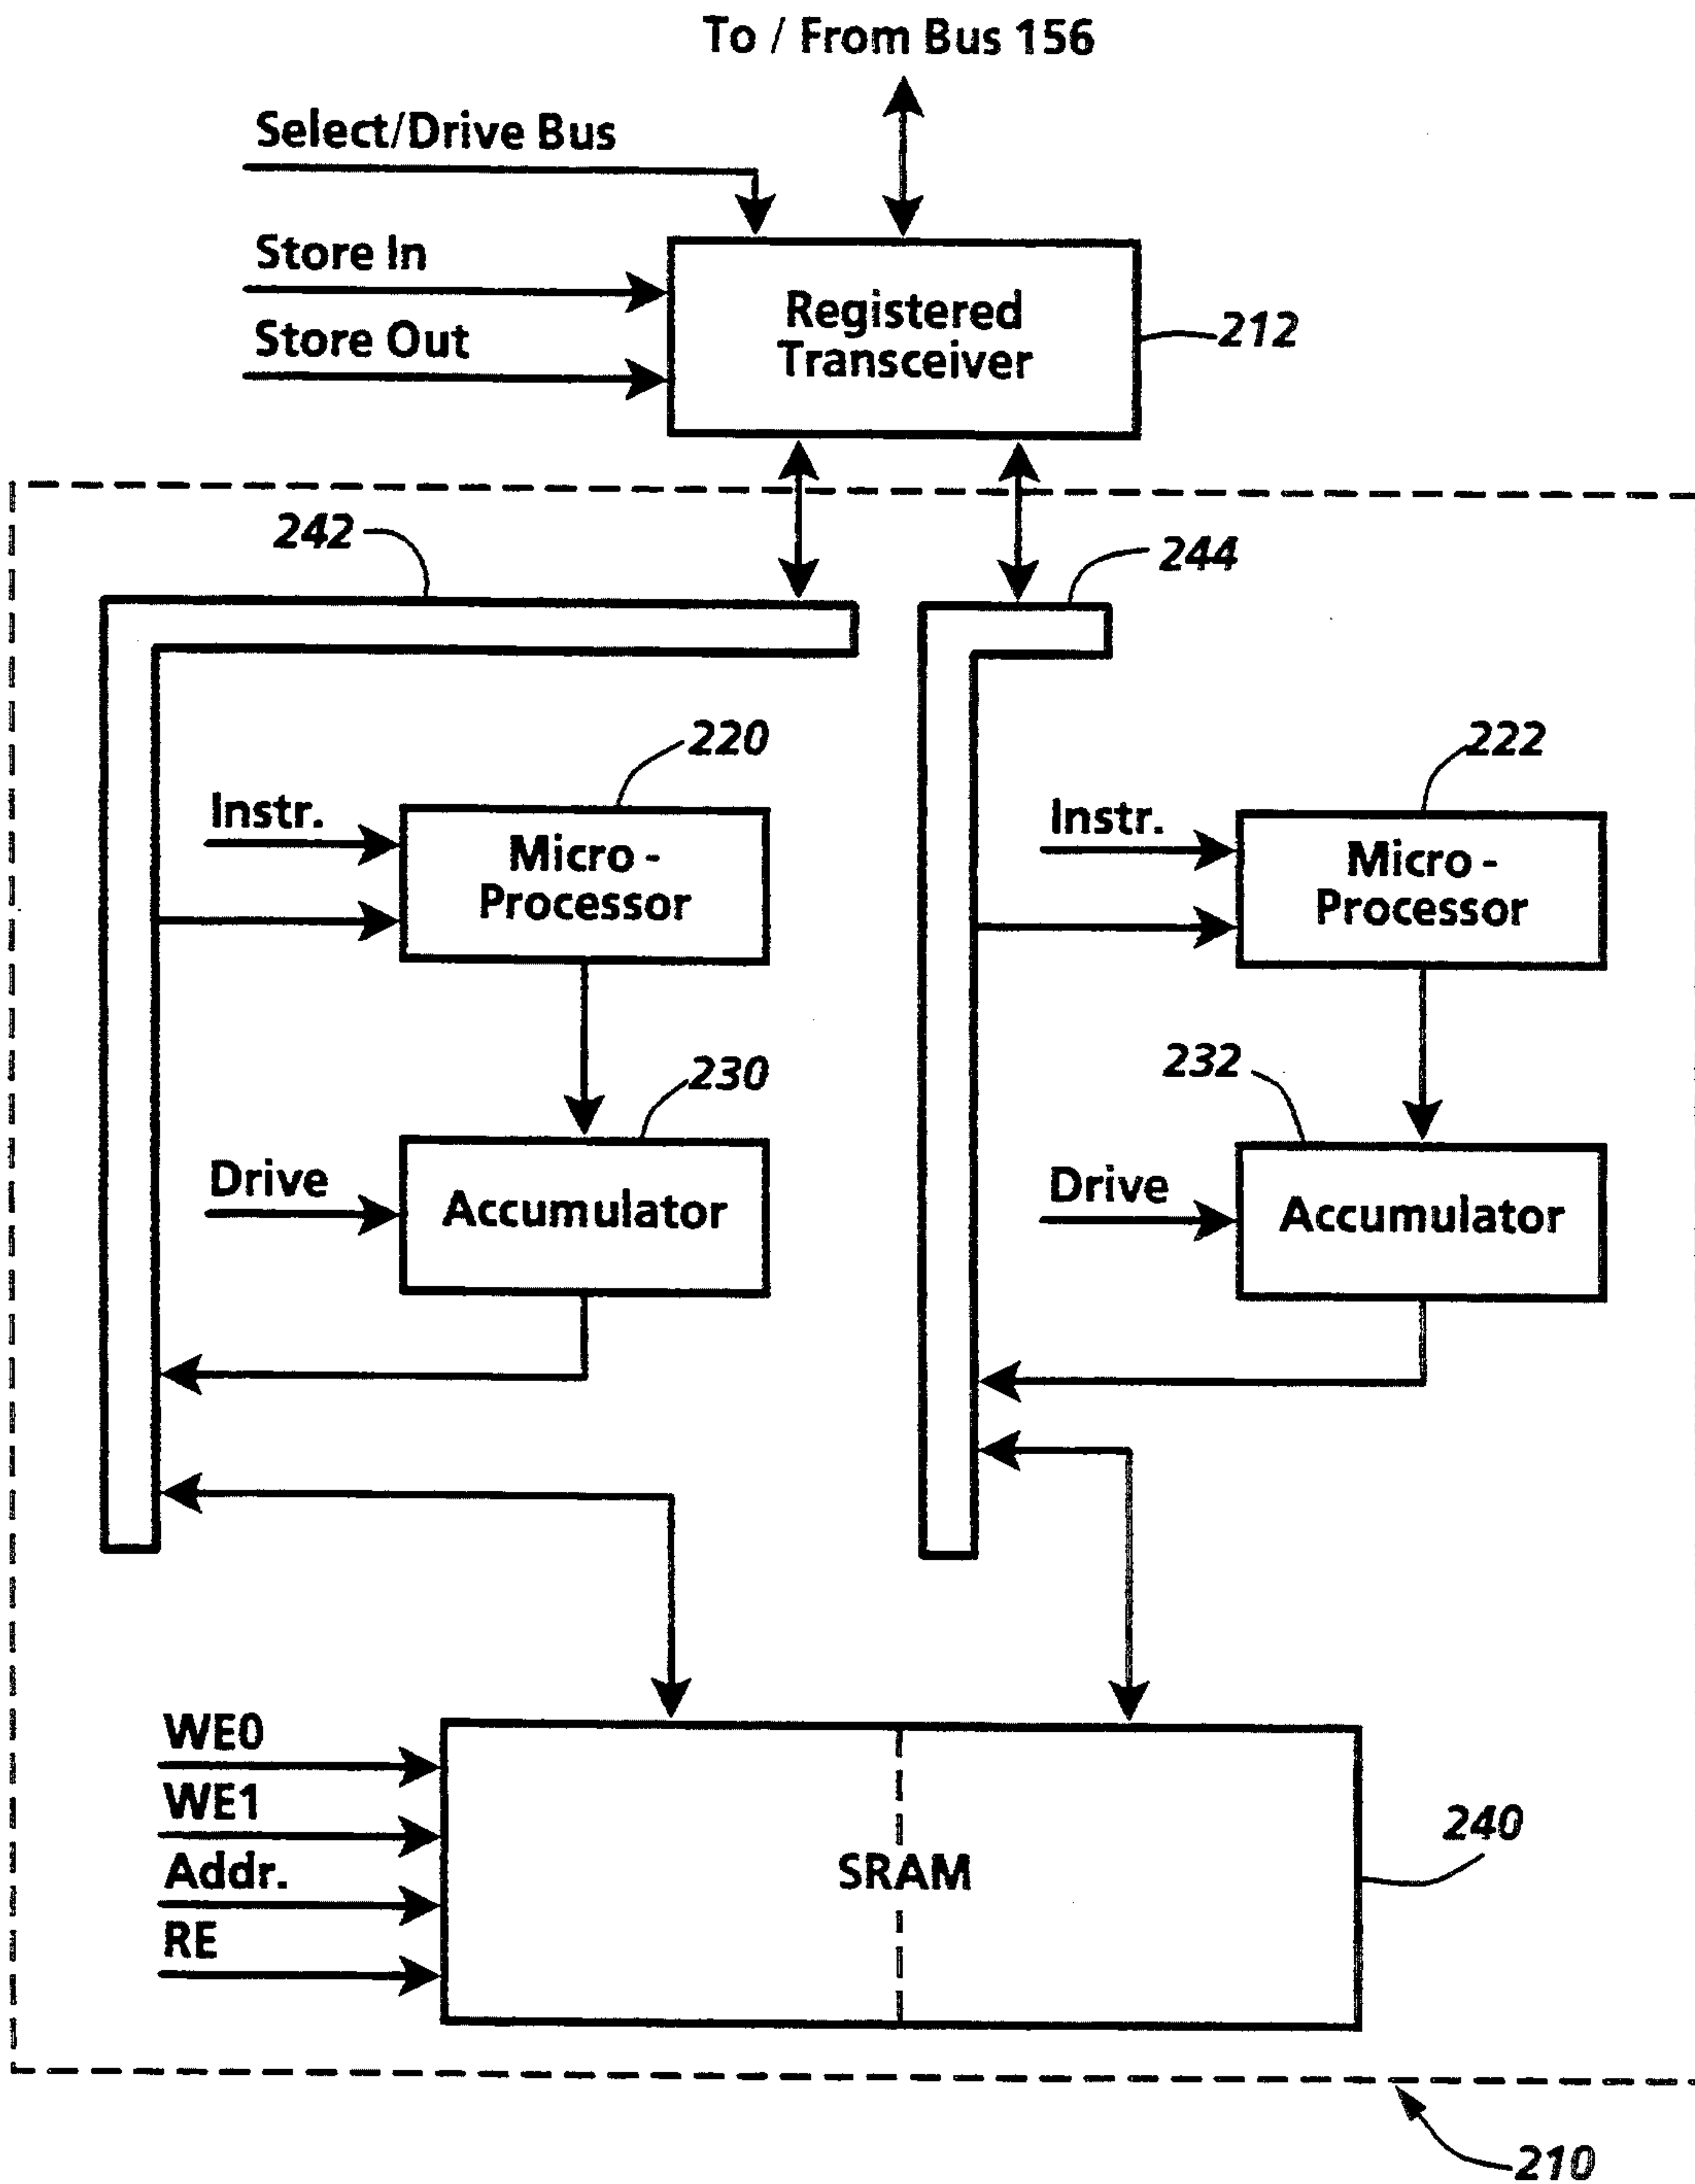 To / From Bus 156
Select/Drive Bus
Store In
Store Out
Registered
Transceiver
212
242
244
220
222
Instr.
Micro -
Processor
Instr.
Micro -
Processor
230
232
Drive
Accumulator
Drive
Accumulator
WE0
WE1
Addr.
RE
SRAM
240
210